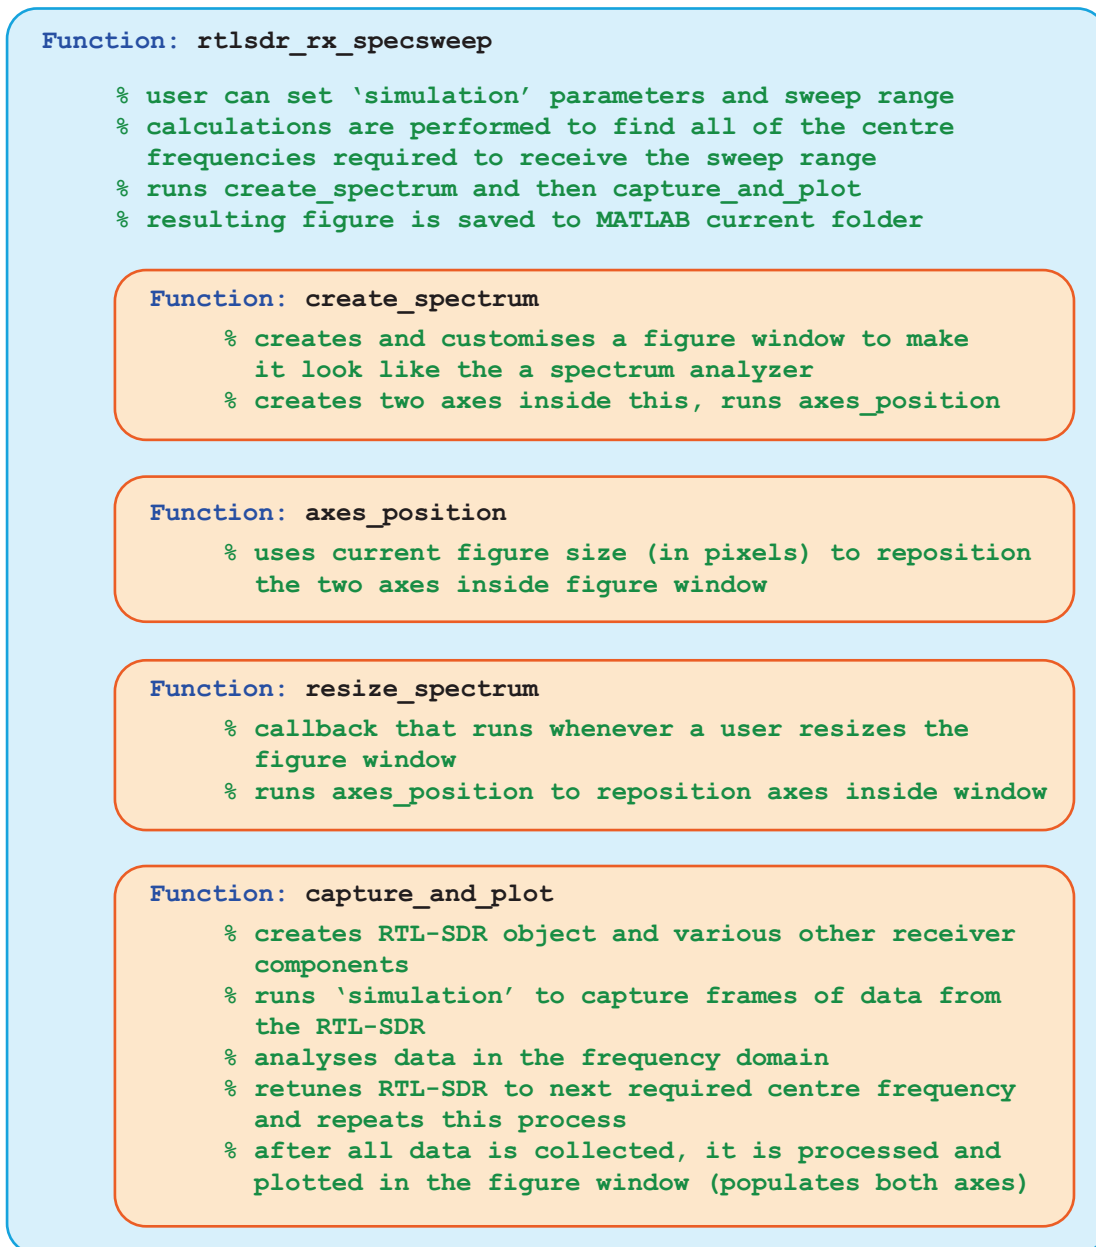 Function: rtlsdr_rx_specsweep
% user can set ‘simulation’ parameters and sweep range
% calculations are performed to find all of the centre
frequencies required to receive the sweep range
% runs create_spectrum and then capture_and_plot
% resulting figure is saved to MATLAB current folder
Function: create_spectrum
% creates and customises a figure window to make
it look like the a spectrum analyzer
% creates two axes inside this, runs axes_position
Function: axes_position
% uses current figure size (in pixels) to reposition
the two axes inside figure window
Function: resize_spectrum
% callback that runs whenever a user resizes the
figure window
% runs axes_position to reposition axes inside window
Function: capture_and_plot
% creates RTL-SDR object and various other receiver
components
% runs ‘simulation’ to capture frames of data from
the RTL-SDR
% analyses data in the frequency domain
% retunes RTL-SDR to next required centre frequency
and repeats this process
% after all data is collected, it is processed and
plotted in the figure window (populates both axes)